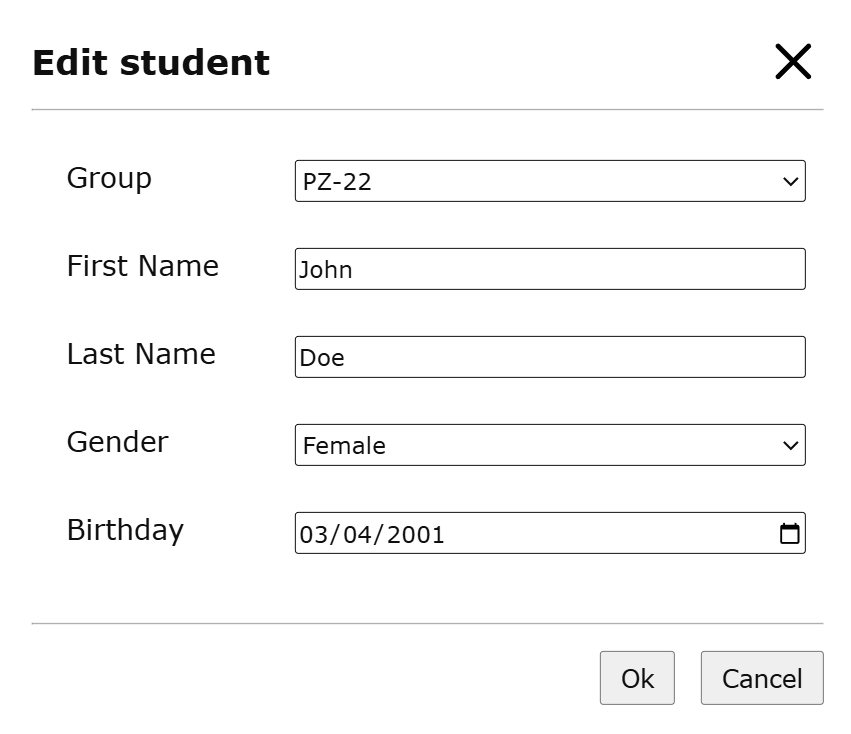 Edit student
Group
PZ-22
First Name
John
Last Name
Doe
Gender
Female
Birthday
03/04/2001
Ok
Cancel